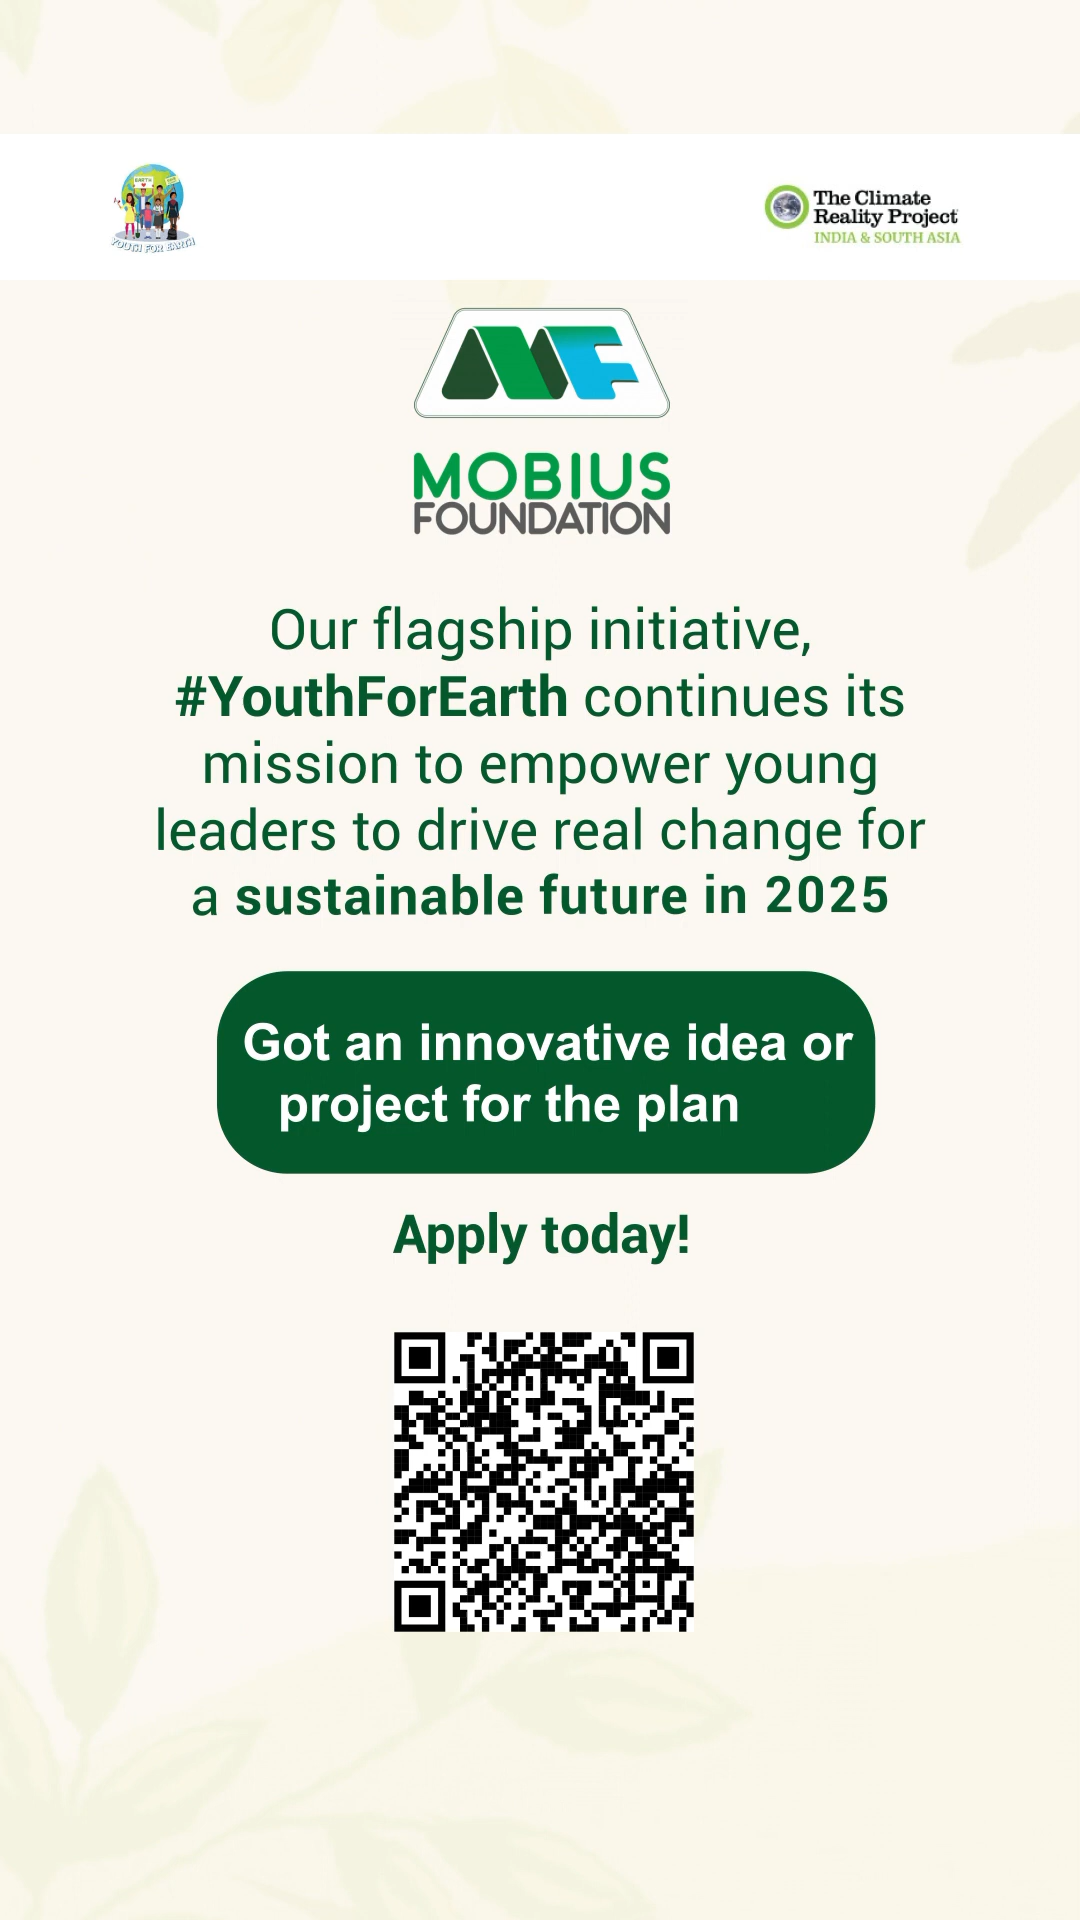 EARTH
YOUTH FOR EARTH
The Climate
Reality Project
INDIA & SOUTH ASIA
MOBIUS
FOUNDATION
Our flagship initiative,
#YouthForEarth continues its
mission to empower young
leaders to drive real change for
a sustainable future in 2025
Got an innovative idea or
project for the plan
Apply today!